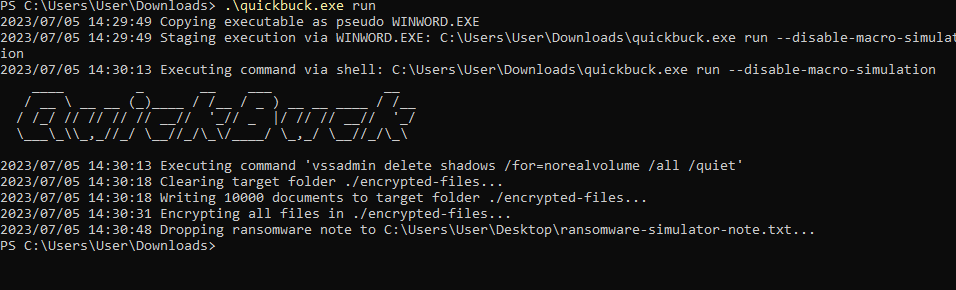 PS C:\Users\User\Downloads> .\quickbuck.exe run
2023/07/05 14:29:49 Copying executable as pseudo WINWORD.EXE
2023/07/05 14:29:49 Staging execution via WINWORD.EXE: C:\Users\User\Downloads\quickbuck.exe run --disable-macro-simulat
ion
2023/07/05 14:30:13 Executing command via shell: C:\Users\User\Downloads\quickbuck.exe run --disable-macro-simulation
QuickBuck
2023/07/05 14:30:13 Executing command 'vssadmin delete shadows /for=norealvolume /all /quiet'
2023/07/05 14:30:18 Clearing target folder ./encrypted-files...
2023/07/05 14:30:18 Writing 10000 documents to target folder ./encrypted-files...
2023/07/05 14:30:31 Encrypting all files in ./encrypted-files...
2023/07/05 14:30:48 Dropping ransomware note to C:\Users\User\Desktop\ransomware-simulator-note.txt...
PS C:\Users\User\Downloads>